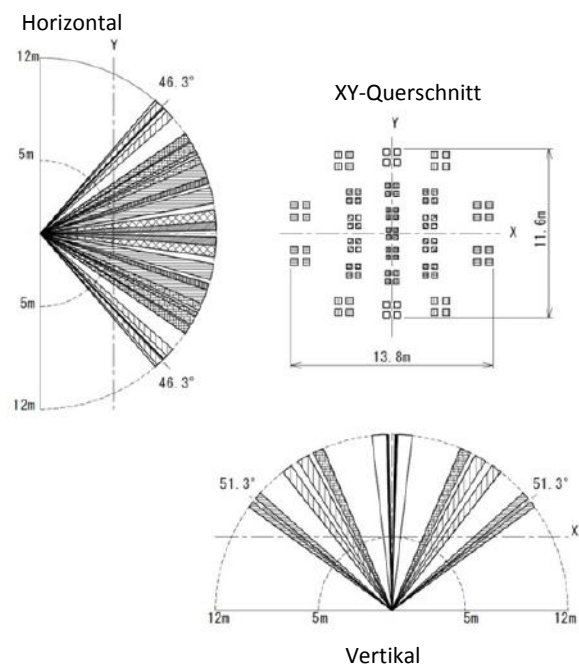 Horizontal
12m
Y
46.3°
5m
5m
46.3°
12m
XY-Querschnitt
Y
X
11.6m
13.8m
51.3°
51.3°
X
12m
5m
5m
12m
Vertikal